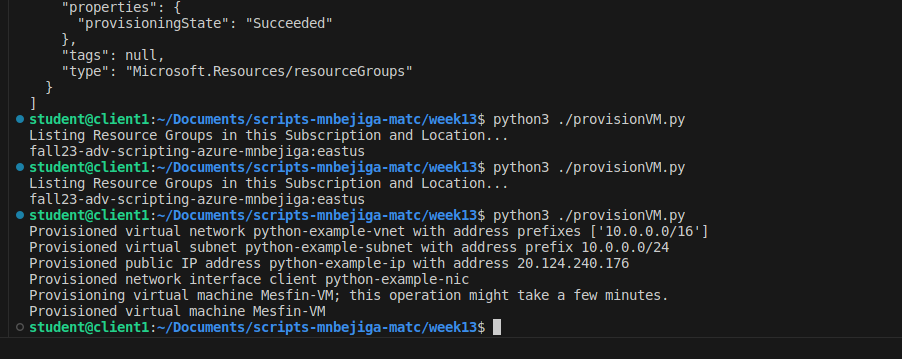 "properties": {
"provisioningState": "Succeeded"
},
"tags": null,
"type": "Microsoft.Resources/resourceGroups"
}
]
student@client1:~/Documents/scripts-mnbejiga-matc/week13$ python3 ./provisionVM.py
Listing Resource Groups in this Subscription and Location...
fall23-adv-scripting-azure-mnbejiga:eastus
student@client1:~/Documents/scripts-mnbejiga-matc/week13$ python3 ./provisionVM.py
Listing Resource Groups in this Subscription and Location...
fall23-adv-scripting-azure-mnbejiga:eastus
student@client1:~/Documents/scripts-mnbejiga-matc/week13$ python3 ./provisionVM.py
Provisioned virtual network python-example-vnet with address prefixes ['10.0.0.0/16']
Provisioned virtual subnet python-example-subnet with address prefix 10.0.0.0/24
Provisioned public IP address python-example-ip with address 20.124.240.176
Provisioned network interface client python-example-nic
Provisioning virtual machine Mesfin-VM; this operation might take a few minutes.
Provisioned virtual machine Mesfin-VM
student@client1:~/Documents/scripts-mnbejiga-matc/week13$